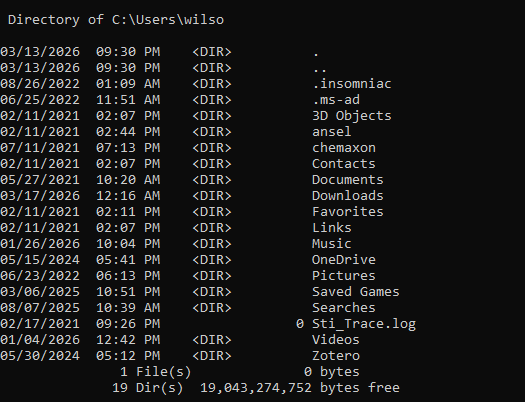 Directory of C:\Users\wilso
03/13/2026  09:30 PM    <DIR>          .
03/13/2026  09:30 PM    <DIR>          ..
08/26/2022  01:09 AM    <DIR>          .insomniac
06/25/2022  11:51 AM    <DIR>          .ms-ad
02/11/2021  02:07 PM    <DIR>          3D Objects
02/11/2021  02:44 PM    <DIR>          ansel
07/11/2021  07:13 PM    <DIR>          chemaxon
02/11/2021  02:07 PM    <DIR>          Contacts
05/27/2021  10:20 AM    <DIR>          Documents
03/17/2026  12:16 AM    <DIR>          Downloads
02/11/2021  02:11 PM    <DIR>          Favorites
02/11/2021  02:07 PM    <DIR>          Links
01/26/2026  10:04 PM    <DIR>          Music
05/15/2024  05:41 PM    <DIR>          OneDrive
06/23/2022  06:13 PM    <DIR>          Pictures
03/06/2025  10:51 PM    <DIR>          Saved Games
08/07/2025  10:39 AM    <DIR>          Searches
02/17/2021  09:26 PM                 0 Sti_Trace.log
01/04/2026  12:42 PM    <DIR>          Videos
05/30/2024  05:12 PM    <DIR>          Zotero
1 File(s)              0 bytes
19 Dir(s)  19,043,274,752 bytes free